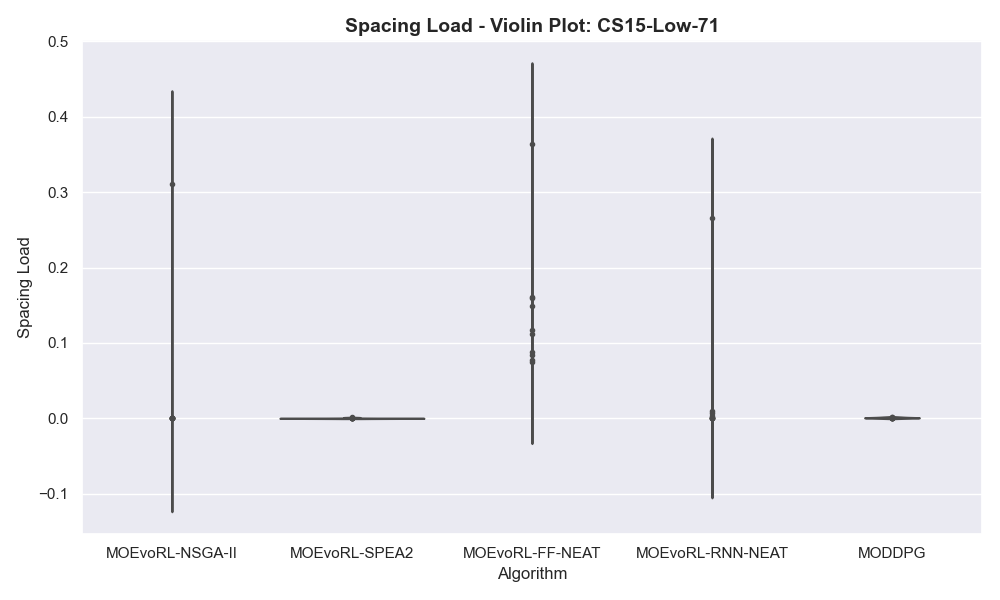 Spacing Load - Violin Plot: CS15-Low-71
0.5
0.4
0.3
0.2
0.1
0.0
−0.1
Spacing Load
MOEvoRL-NSGA-II
MOEvoRL-SPEA2
MOEvoRL-FF-NEAT
MOEvoRL-RNN-NEAT
MODDPG
Algorithm